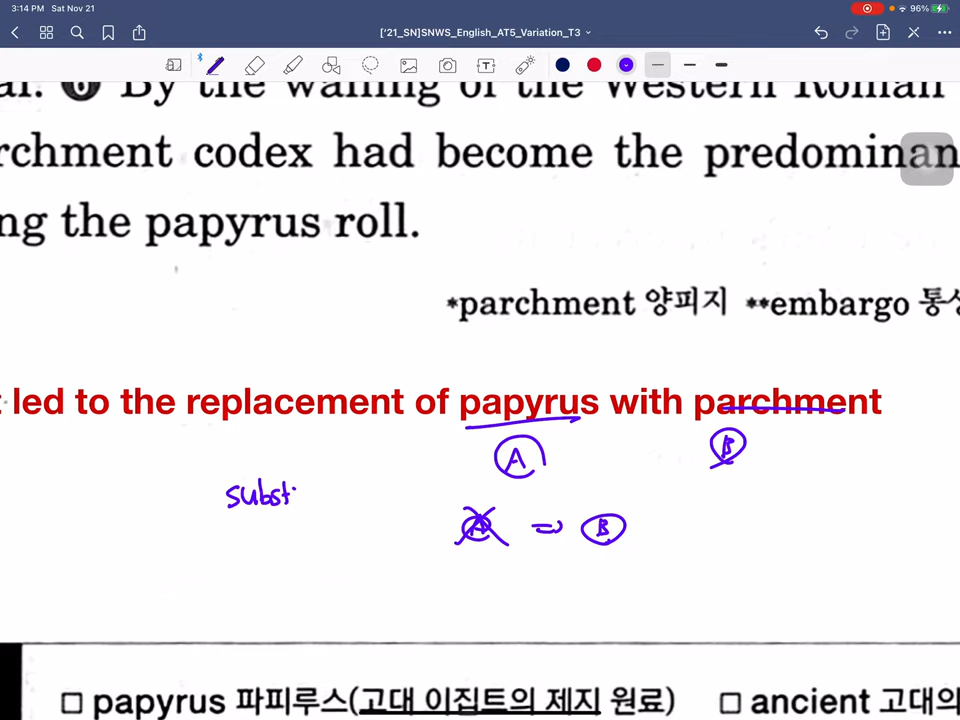 3:14 PM Sat Nov 21
96%
['21_SN]SNWS_English_AT5_Variation_T3
By the waning of the Western Roman
rchment codex had become the predominan
ng the papyrus roll.
*parchment 양피지 **embargo 통상
led to the replacement of papyrus with parchment
A
B
subst
A ⇒ B
□ papyrus 파피루스(고대 이집트의 제지 원료) □ ancient 고대의